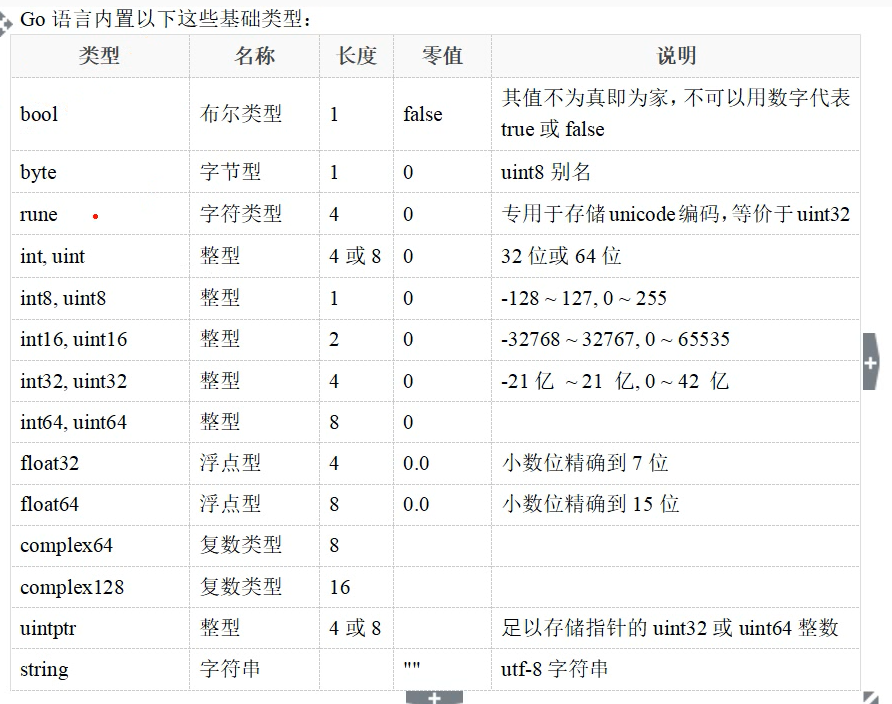 Go 语言内置以下这些基础类型：
类型 名称 长度 零值 说明
bool 布尔类型 1 false 其值不为真即为家，不可以用数字代表
true 或 false
byte 字节型 1 0 uint8 别名
rune 字符类型 4 0 专用于存储unicode编码，等价于uint32
int, uint 整型 4 或 8 0 32 位或 64 位
int8, uint8 整型 1 0 -128 ~ 127, 0 ~ 255
int16, uint16 整型 2 0 -32768 ~ 32767, 0 ~ 65535
int32, uint32 整型 4 0 -21 亿 ~ 21 亿, 0 ~ 42 亿
int64, uint64 整型 8 0
float32 浮点型 4 0.0 小数位精确到 7 位
float64 浮点型 8 0.0 小数位精确到 15 位
complex64 复数类型 8
complex128 复数类型 16
uintptr 整型 4 或 8 足以存储指针的 uint32 或 uint64 整数
string 字符串 "" utf-8 字符串